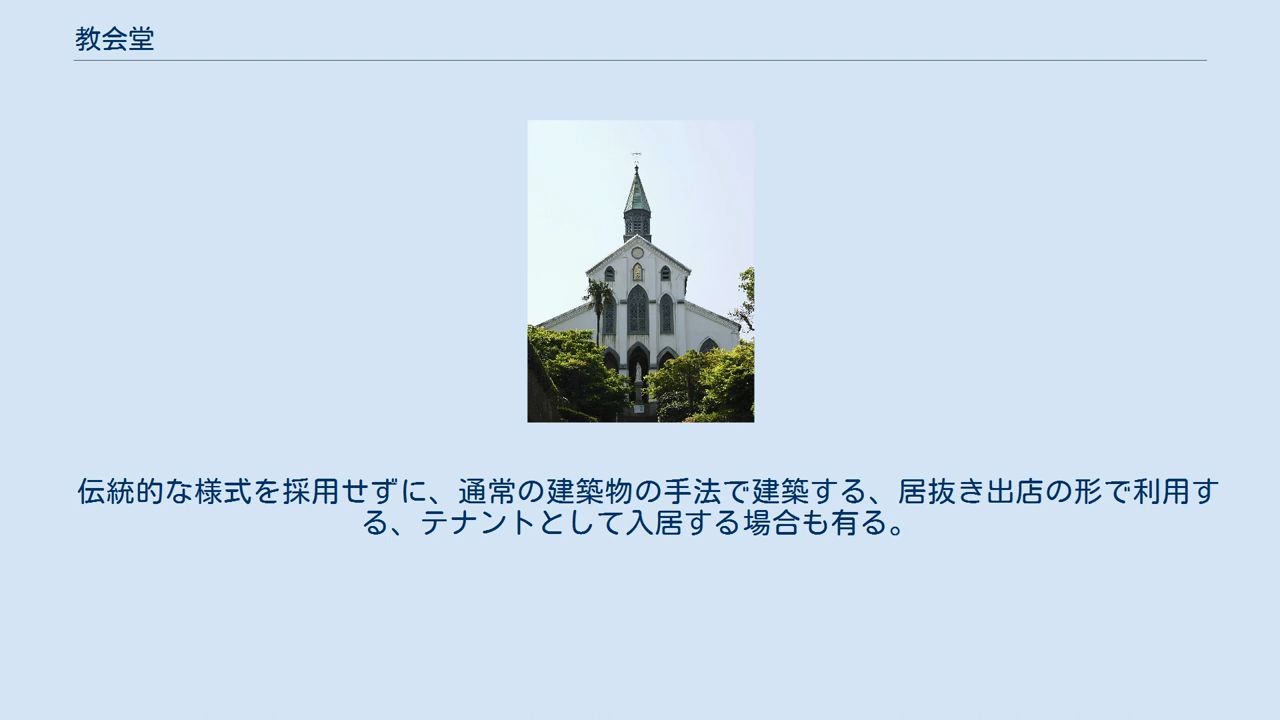 教会堂
伝統的な様式を採用せずに、通常の建築物の手法で建築する、居抜き出店の形で利用す
る、テナントとして入居する場合も有る。